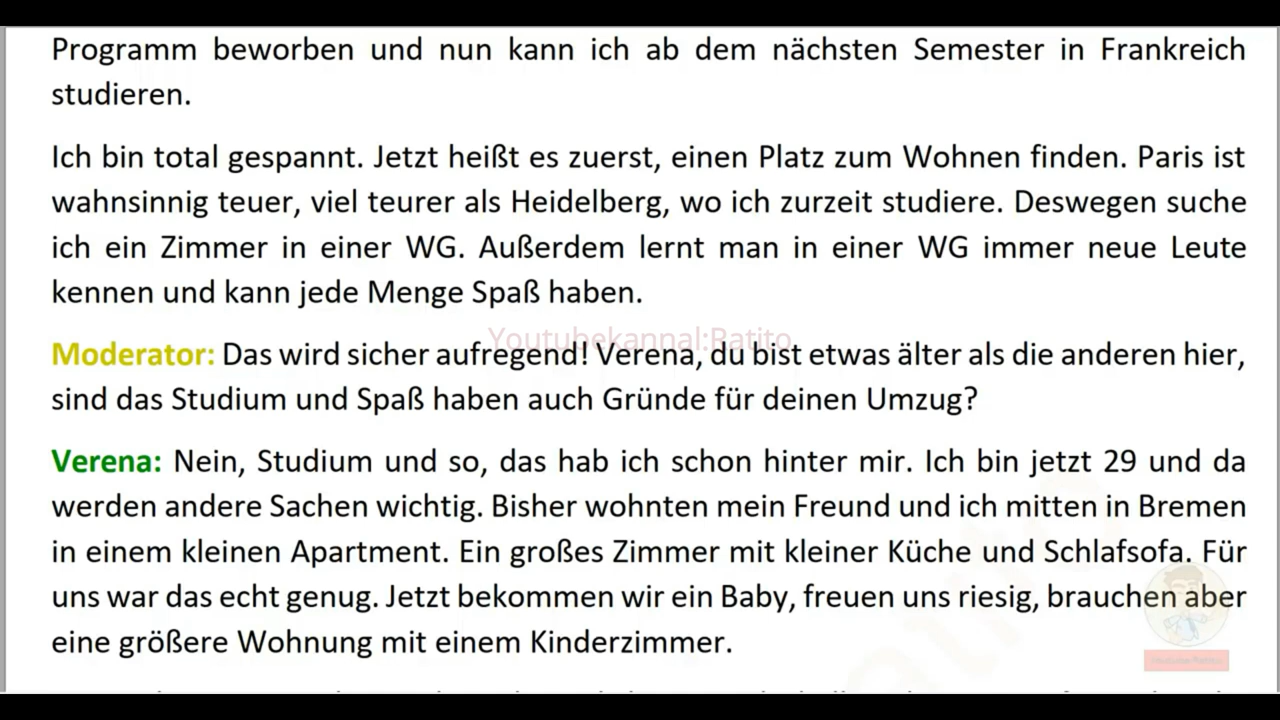 Programm beworben und nun kann ich ab dem nächsten Semester in Frankreich
studieren.
Ich bin total gespannt. Jetzt heißt es zuerst, einen Platz zum Wohnen finden. Paris ist
wahnsinnig teuer, viel teurer als Heidelberg, wo ich zurzeit studiere. Deswegen suche
ich ein Zimmer in einer WG. Außerdem lernt man in einer WG immer neue Leute
kennen und kann jede Menge Spaß haben.
Youtubekannal:Ratito
Moderator: Das wird sicher aufregend! Verena, du bist etwas älter als die anderen hier,
sind das Studium und Spaß haben auch Gründe für deinen Umzug?
Verena: Nein, Studium und so, das hab ich schon hinter mir. Ich bin jetzt 29 und da
werden andere Sachen wichtig. Bisher wohnten mein Freund und ich mitten in Bremen
in einem kleinen Apartment. Ein großes Zimmer mit kleiner Küche und Schlafsofa. Für
uns war das echt genug. Jetzt bekommen wir ein Baby, freuen uns riesig, brauchen aber
eine größere Wohnung mit einem Kinderzimmer.